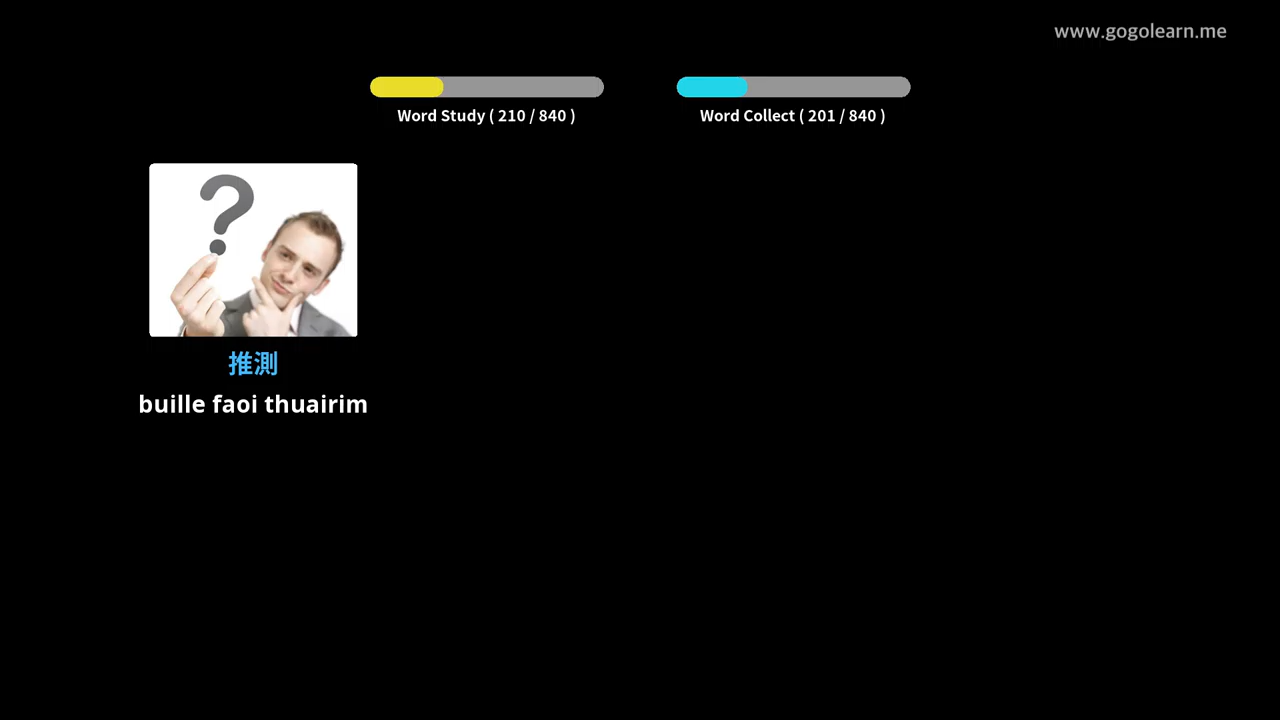 www.gogolearn.me
Word Study ( 210 / 840 )
Word Collect ( 201 / 840 )
?
推測
buille faoi thuairim